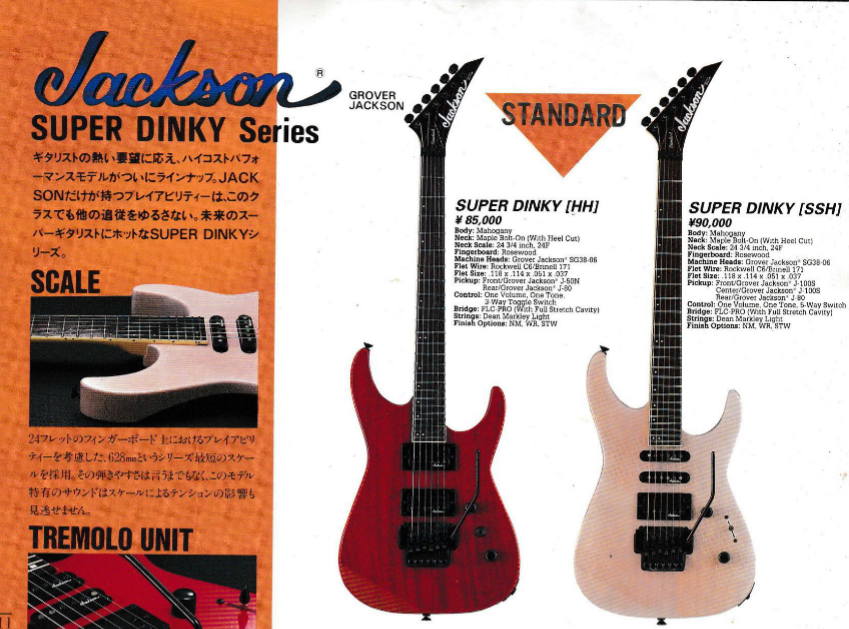 Jackson®
SUPER DINKY Series
ギタリストの熱い要望に応え、ハイコストパフォ
ーマンスモデルがついにラインナップ。JACK
SONだけが持つプレイアビリティーは、このク
ラスでも他の追従をゆるさない。未来のスー
パーギタリストにホットなSUPER DINKYシ
リーズ。
SCALE
24フレットのフィンガーボード上におけるプレイアビリ
ティーを考慮した、628㎜というシリーズ最短のスケー
ルを採用。その弾きやすさは言うまでもなく、このモデル
特有のサウンドはスケールによるテンションの影響も
見逃せません。
TREMOLO UNIT
Jackson
GROVER
JACKSON
Jackson
STANDARD
Jackson
SUPER DINKY [HH]
¥ 85,000
Body: Mahogany
Neck: Maple Bolt-On (With Heel Cut)
Neck Scale: 24 3/4 inch, 24F
Fingerboard: Rosewood
Machine Heads: Grover Jackson® SG38-06
Flet Wire: Rockwell C6/Brinell 171
Flet Size: .118 x .114 x .051 x .037
Pickup: Front/Grover Jackson® J-50N
Rear/Grover Jackson® J-80
Control: One Volume, One Tone,
3-Way Toggle Switch
Bridge: FLC-PRO (With Full Stretch Cavity)
Strings: Dean Markley Light
Finish Options: NM, WR, STW
SUPER DINKY [SSH]
¥90,000
Body: Mahogany
Neck: Maple Bolt-On (With Heel Cut)
Neck Scale: 24 3/4 inch, 24F
Fingerboard: Rosewood
Machine Heads: Grover Jackson® SG38-06
Flet Wire: Rockwell C6/Brinell 171
Flet Size: .118 x .114 x .051 x .037
Pickup: Front/Grover Jackson® J-100S
Center/Grover Jackson® J-100S
Rear/Grover Jackson® J-80
Control: One Volume, One Tone, 5-Way Switch
Bridge: FLC-PRO (With Full Stretch Cavity)
Strings: Dean Markley Light
Finish Options: NM, WR, STW